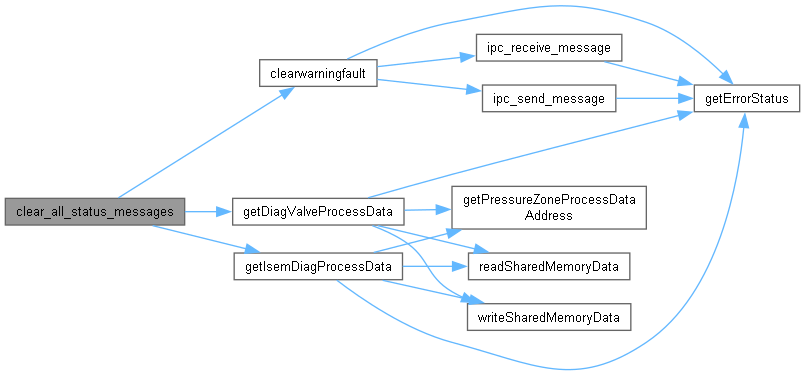 clear_all_status_messages
clearwarningfault
ipc_receive_message
ipc_send_message
getErrorStatus
getDiagValveProcessData
getPressureZoneProcessData
Address
getIsemDiagProcessData
readSharedMemoryData
writeSharedMemoryData